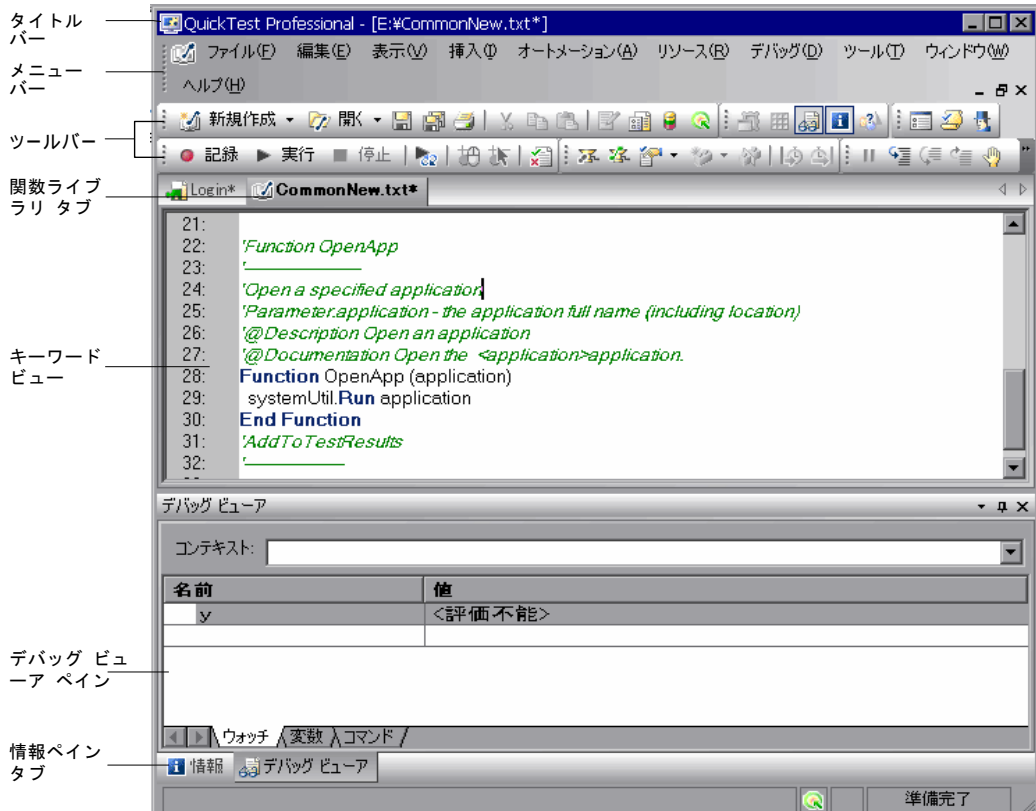 タイトル
バー
QuickTest Professional - [E:¥CommonNew.txt*]
メニュー
バー
ファイル(F) 編集(E) 表示(V) 挿入(I) オートメーション(A) リソース(R) デバッグ(D) ツール(T) ウィンドウ(W)
ヘルプ(H)
ツールバー
新規作成 開く
記録 実行 停止
関数ライブ
ラリ タブ
Login* CommonNew.txt*
21:
22: 'Function OpenApp
23: '——————
24: 'Open a specified application
25: 'Parameter:application - the application full name (including location)
26: '@Description Open an application
27: '@Documentation Open the <application>application.
28: Function OpenApp (application)
29: systemUtil.Run application
30: End Function
31: 'AddToTestResults
32: '—————
キーワード
ビュー
デバッグ ビューア
コンテキスト:
名前 値
y <評価不能>
デバッグ ビュ
ーア ペイン
ウォッチ 変数 コマンド
情報ペイン
タブ
情報 デバッグ ビューア
準備完了